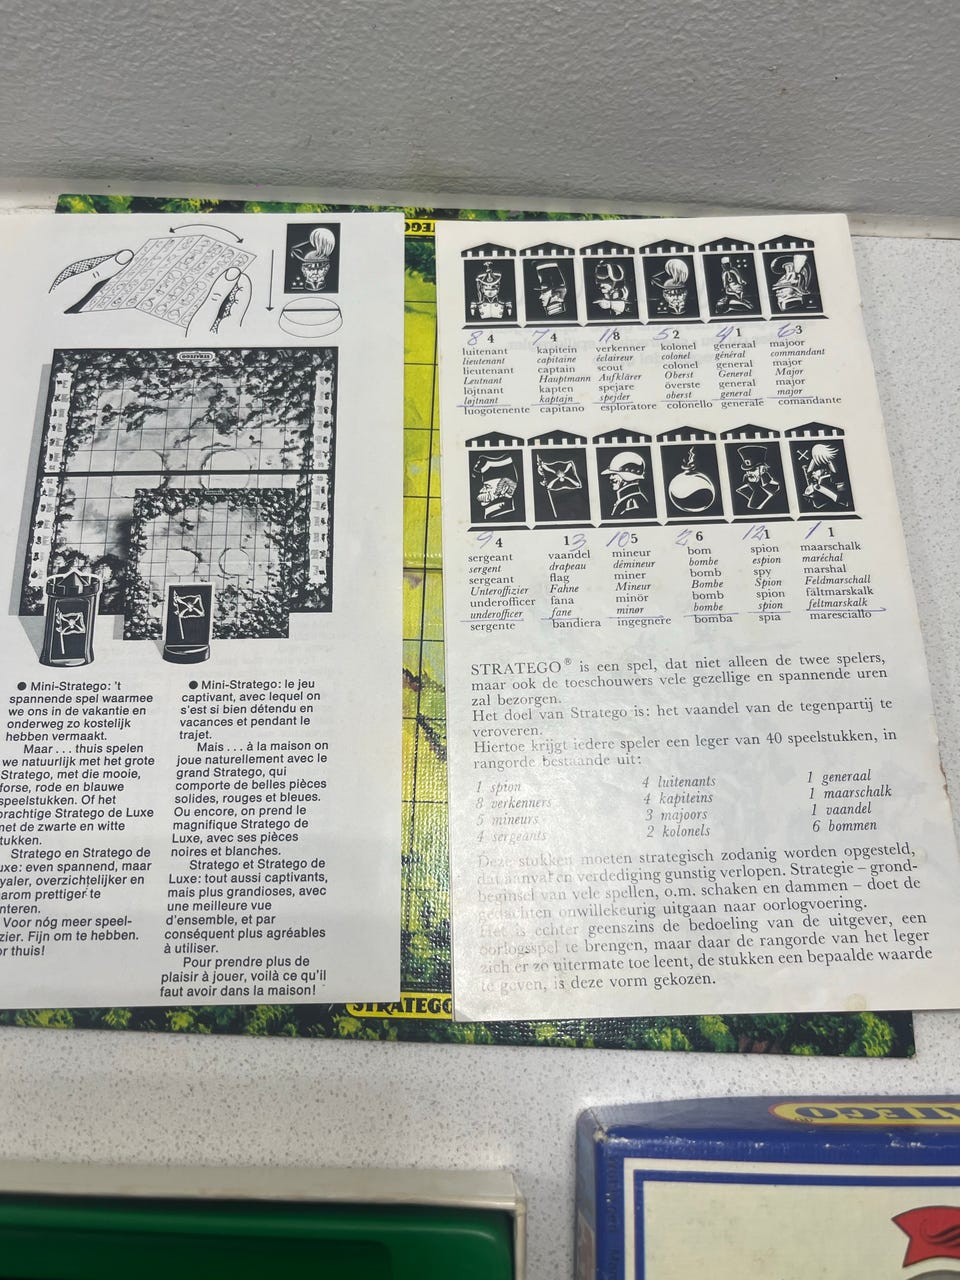 ● Mini-Stratego: 't
spannende spel waarmee
we ons in de vakantie en
onderweg zo kostelijk
hebben vermaakt.
Maar . . . thuis spelen
we natuurlijk met het grote
Stratego, met die mooie,
forse, rode en blauwe
speelstukken. Of het
prachtige Stratego de Luxe
met de zwarte en witte
stukken.
Stratego en Stratego de
Luxe: even spannend, maar
overzichtelijker en
daarom prettiger te
Voor nóg meer speel-
Fijn om te hebben.
thuis!
● Mini-Stratego: le jeu
captivant, avec lequel on
s'est si bien détendu en
vacances et pendant le
trajet.
Mais . . . à la maison on
joue naturellement avec le
grand Stratego, qui
comporte de belles pièces
solides, rouges et bleues.
Ou encore, on prend le
magnifique Stratego de
Luxe, avec ses pièces
noires et blanches.
Stratego et Stratego de
Luxe: tout aussi captivants,
mais plus grandioses, avec
une meilleure vue
d'ensemble, et par
conséquent plus agréables
à utiliser.
Pour prendre plus de
plaisir à jouer, voilà ce qu'il
faut avoir dans la maison!
8 4 7 4 8 5 2 4 1 6 3
luitenant kapitein verkenner kolonel generaal majoor
lieutenant capitaine éclaireur colonel général commandant
lieutenant captain scout colonel general major
Leutnant Hauptmann Aufklärer Oberst General Major
löjtnant kapten spejare överste general major
løjtnant kaptajn spejder oberst general major
luogotenente capitano esploratore colonello generale comandante
9 4 1 3 10 5 2 6 12 1 1 1
sergeant vaandel mineur bom spion maarschalk
sergent drapeau démineur bombe espion maréchal
sergeant flag miner bomb spy marshal
Unteroffizier Fahne Mineur Bombe Spion Feldmarschall
underofficer fana minör bomb spion fältmarskalk
underofficer fane minør bombe spion feltmarskalk
sergente bandiera ingegnere bomba spia maresciallo
STRATEGO® is een spel, dat niet alleen de twee spelers,
maar ook de toeschouwers vele gezellige en spannende uren
zal bezorgen.
Het doel van Stratego is: het vaandel van de tegenpartij te
veroveren.
Hiertoe krijgt iedere speler een leger van 40 speelstukken, in
rangorde bestaande uit:
1 spion 4 luitenants 1 generaal
8 verkenners 4 kapiteins 1 maarschalk
5 mineurs 3 majoors 1 vaandel
4 sergeants 2 kolonels 6 bommen
Deze stukken moeten strategisch zodanig worden opgesteld,
dat aanval en verdediging gunstig verlopen. Strategie – grond-
beginsel van vele spellen, o.m. schaken en dammen – doet de
gedachten onwillekeurig uitgaan naar oorlogvoering.
Het is echter geenszins de bedoeling van de uitgever, een
oorlogsspel te brengen, maar daar de rangorde van het leger
zich er zo uitermate toe leent, de stukken een bepaalde waarde
te geven, is deze vorm gekozen.
STRATEGO